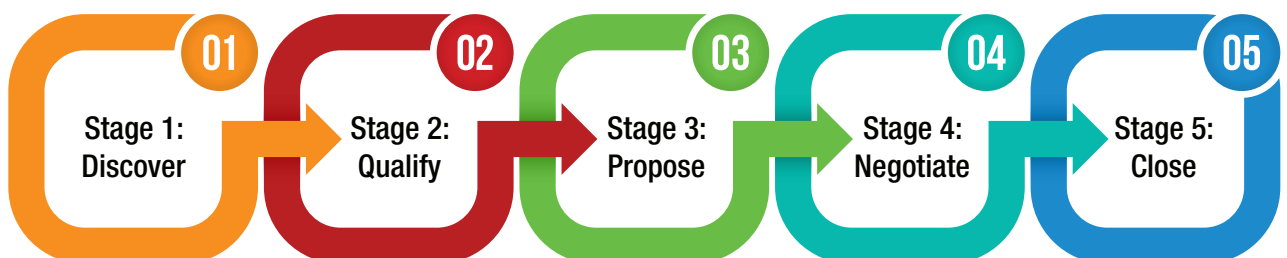 01
Stage 1:
Discover
02
Stage 2:
Qualify
03
Stage 3:
Propose
04
Stage 4:
Negotiate
05
Stage 5:
Close